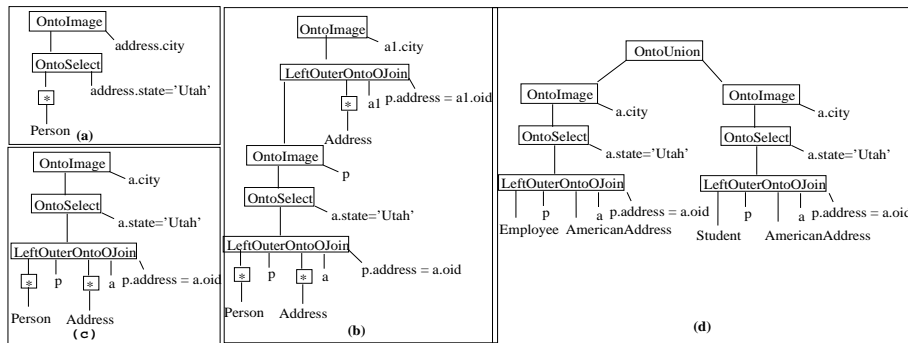 OntoImage
address.city
OntoSelect
address.state='Utah'
*
Person
(a)
OntoImage
a1.city
LeftOuterOntoOJoin
*
a1
p.address = a1.oid
Address
OntoImage
p
OntoSelect
a.state='Utah'
LeftOuterOntoOJoin
p.address = a.oid
*
p
*
a
Person
Address
(b)
OntoImage
a.city
OntoSelect
a.state='Utah'
LeftOuterOntoOJoin
*
p
*
a
p.address = a.oid
Person
Address
(c)
OntoUnion
OntoImage
a.city
OntoImage
a.city
OntoSelect
a.state='Utah'
OntoSelect
a.state='Utah'
LeftOuterOntoOJoin
p
a
p.address = a.oid
Employee
AmericanAddress
LeftOuterOntoOJoin
p
a
p.address = a.oid
Student
AmericanAddress
(d)